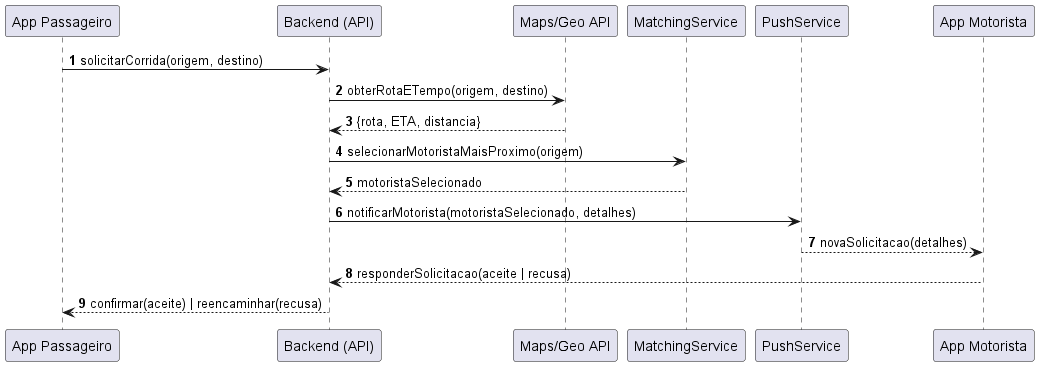 App Passageiro Backend (API) Maps/Geo API MatchingService PushService App Motorista
1 solicitarCorrida(origem, destino)
2 obterRotaETempo(origem, destino)
3 {rota, ETA, distancia}
4 selecionarMotoristaMaisProximo(origem)
5 motoristaSelecionado
6 notificarMotorista(motoristaSelecionado, detalhes)
7 novaSolicitacao(detalhes)
8 responderSolicitacao(aceite | recusa)
9 confirmar(aceite) | reencaminhar(recusa)
App Passageiro Backend (API) Maps/Geo API MatchingService PushService App Motorista